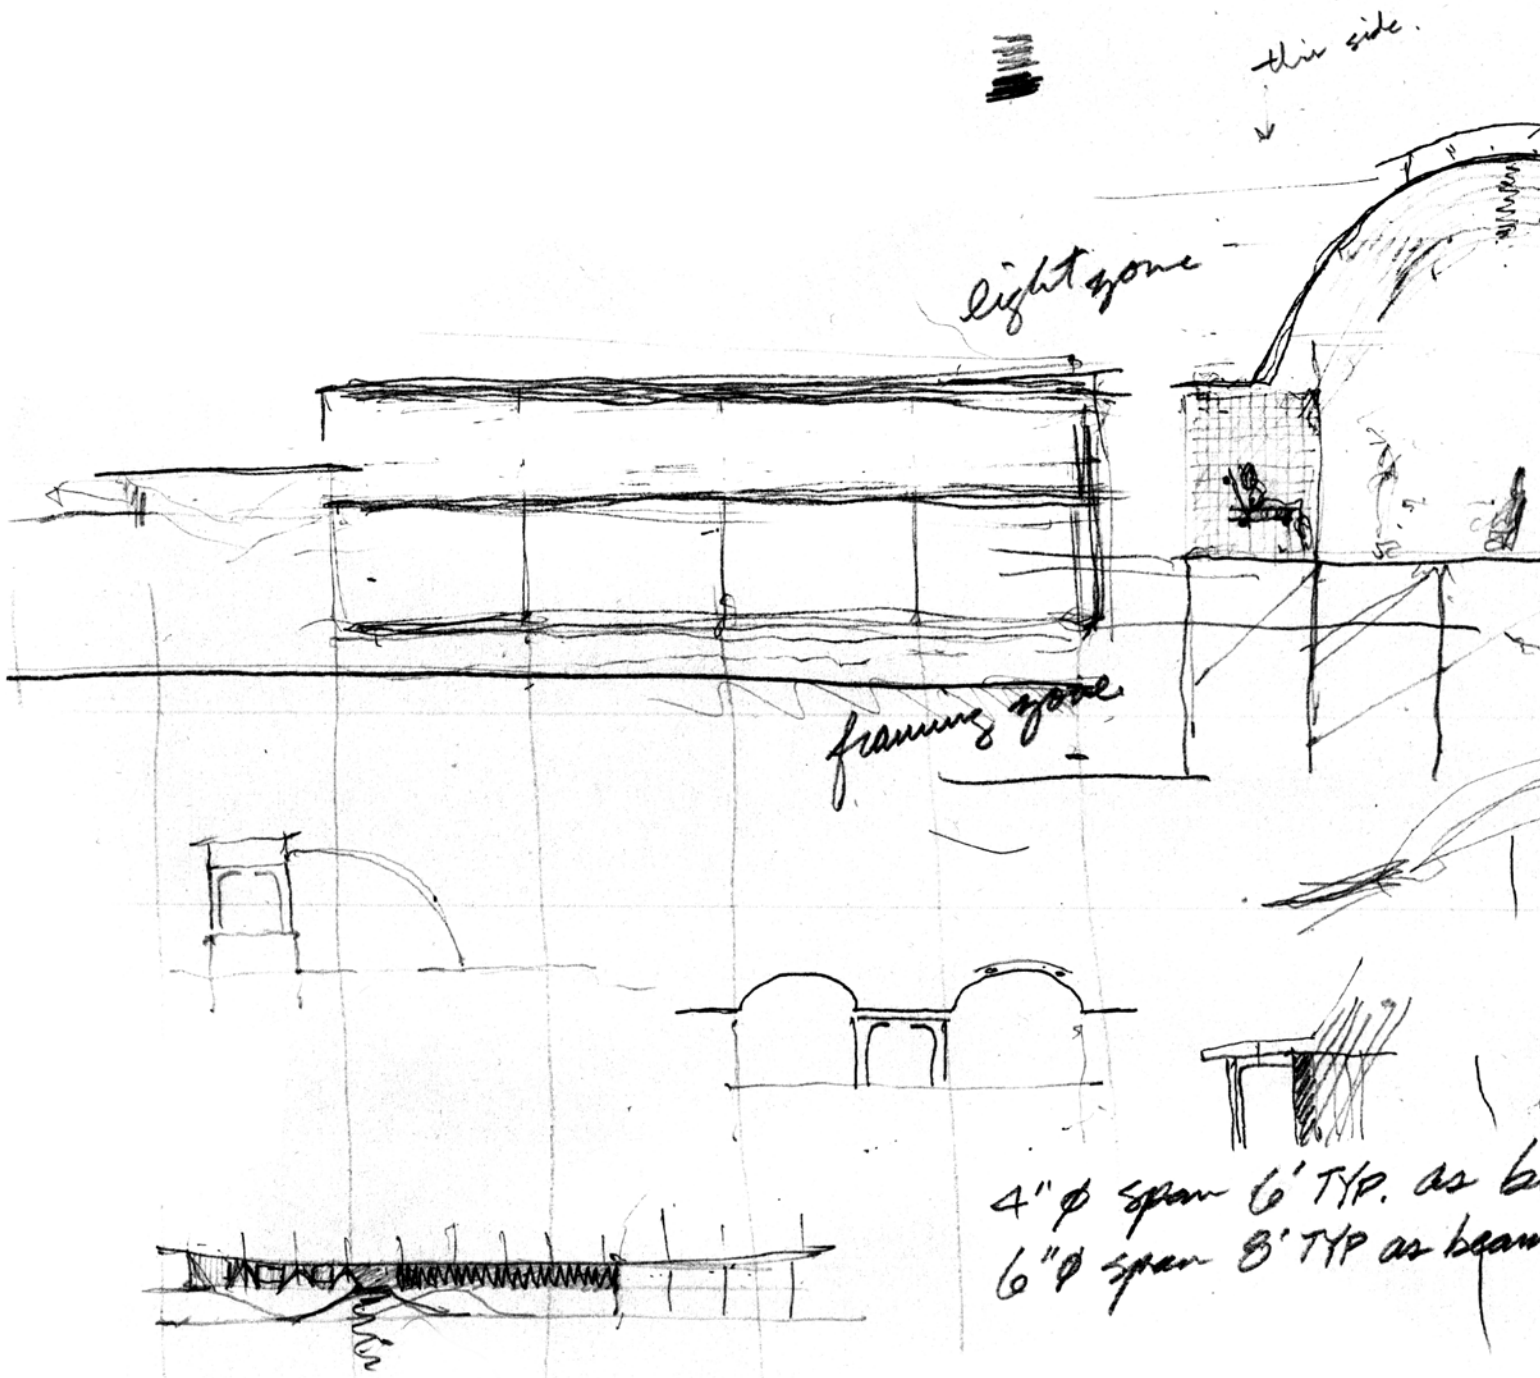 this side.
light zone
framing zone
4" ø span 6' TYP. as b
6" ø span 8' TYP as beam